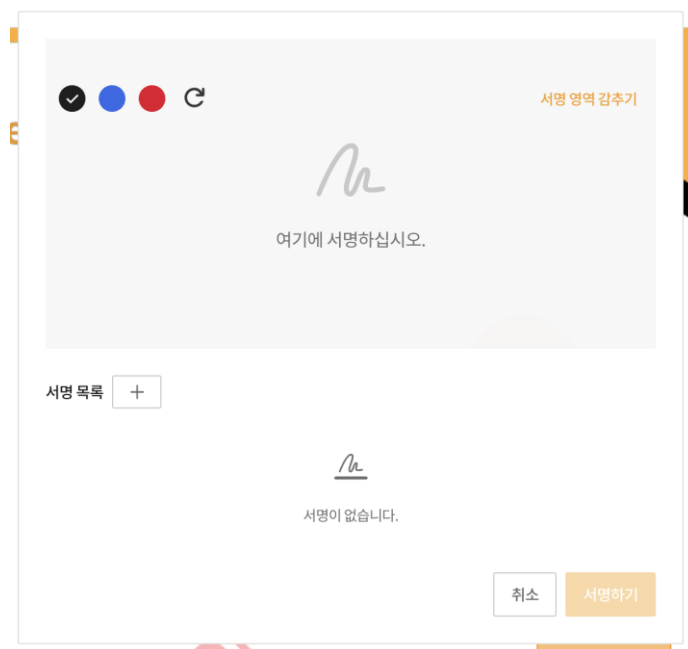 서명 영역 감추기
여기에 서명하십시오.
서명 목록
서명이 없습니다.
취소
서명하기